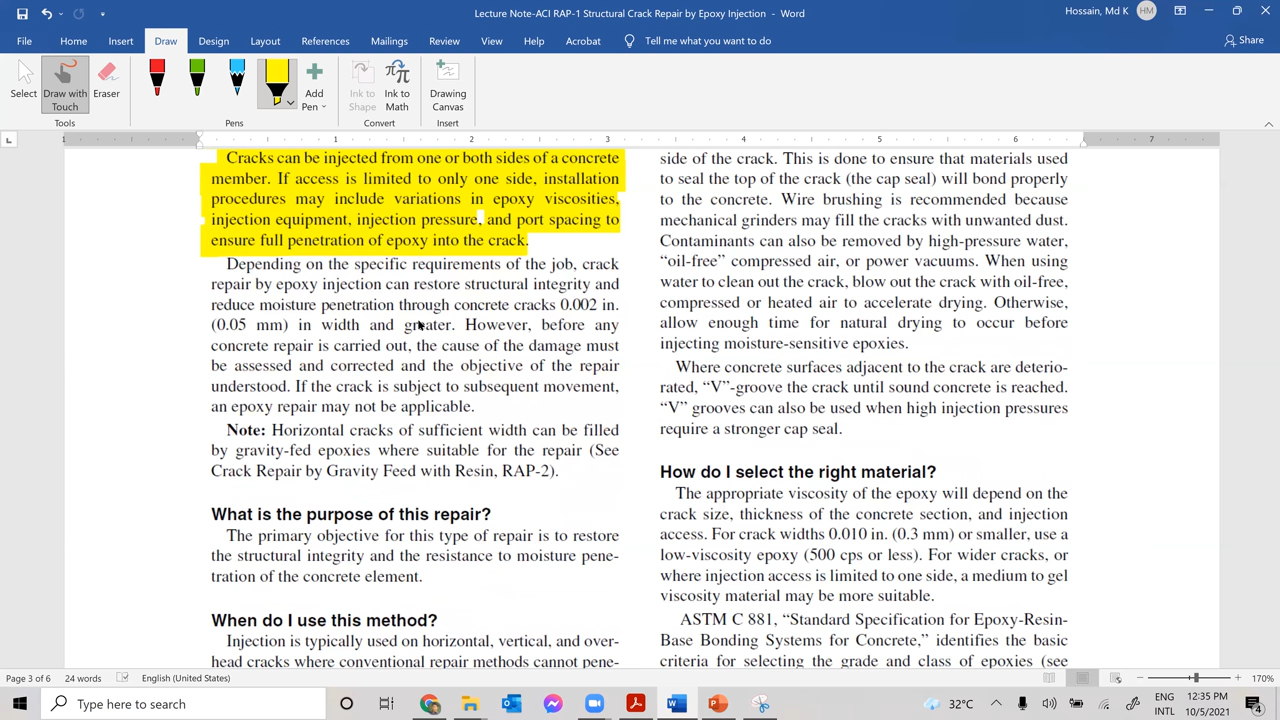 Lecture Note-ACI RAP-1 Structural Crack Repair by Epoxy Injection - Word
Hossain, Md K
HM
File
Home
Insert
Draw
Design
Layout
References
Mailings
Review
View
Help
Acrobat
Tell me what you want to do
Share
Select
Draw with
Touch
Eraser
Add
Pen
Ink to
Shape
Ink to
Math
Drawing
Canvas
Tools
Pens
Convert
Insert
1
1
2
3
5
6
7
Cracks can be injected from one or both sides of a concrete
member. If access is limited to only one side, installation
procedures may include variations in epoxy viscosities,
injection equipment, injection pressure, and port spacing to
ensure full penetration of epoxy into the crack.
Depending on the specific requirements of the job, crack
repair by epoxy injection can restore structural integrity and
reduce moisture penetration through concrete cracks 0.002 in.
(0.05 mm) in width and greater. However, before any
concrete repair is carried out, the cause of the damage must
be assessed and corrected and the objective of the repair
understood. If the crack is subject to subsequent movement,
an epoxy repair may not be applicable.
Note: Horizontal cracks of sufficient width can be filled
by gravity-fed epoxies where suitable for the repair (See
Crack Repair by Gravity Feed with Resin, RAP-2).
What is the purpose of this repair?
The primary objective for this type of repair is to restore
the structural integrity and the resistance to moisture pene-
tration of the concrete element.
When do I use this method?
Injection is typically used on horizontal, vertical, and over-
head cracks where conventional repair methods cannot pene-
side of the crack. This is done to ensure that materials used
to seal the top of the crack (the cap seal) will bond properly
to the concrete. Wire brushing is recommended because
mechanical grinders may fill the cracks with unwanted dust.
Contaminants can also be removed by high-pressure water,
“oil-free” compressed air, or power vacuums. When using
water to clean out the crack, blow out the crack with oil-free,
compressed or heated air to accelerate drying. Otherwise,
allow enough time for natural drying to occur before
injecting moisture-sensitive epoxies.
Where concrete surfaces adjacent to the crack are deterio-
rated, “V”-groove the crack until sound concrete is reached.
“V” grooves can also be used when high injection pressures
require a stronger cap seal.
How do I select the right material?
The appropriate viscosity of the epoxy will depend on the
crack size, thickness of the concrete section, and injection
access. For crack widths 0.010 in. (0.3 mm) or smaller, use a
low-viscosity epoxy (500 cps or less). For wider cracks, or
where injection access is limited to one side, a medium to gel
viscosity material may be more suitable.
ASTM C 881, “Standard Specification for Epoxy-Resin-
Base Bonding Systems for Concrete,” identifies the basic
criteria for selecting the grade and class of epoxies (see
Page 3 of 6
24 words
English (United States)
170%
Type here to search
32°C
ENG
INTL
12:35 PM
10/5/2021
4